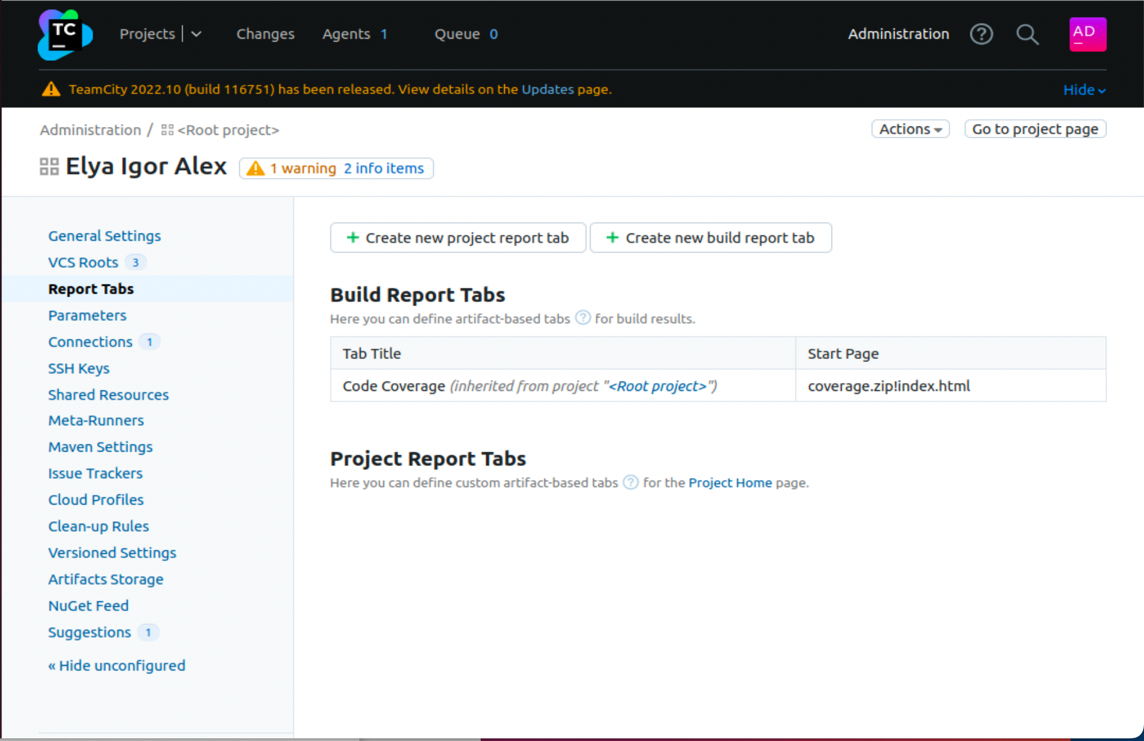 TC
Projects
Changes
Agents 1
Queue 0
Administration
AD
TeamCity 2022.10 (build 116751) has been released. View details on the Updates page.
Hide
Administration / <Root project>
Actions
Go to project page
Elya Igor Alex
1 warning 2 info items
General Settings
VCS Roots 3
Report Tabs
Parameters
Connections 1
SSH Keys
Shared Resources
Meta-Runners
Maven Settings
Issue Trackers
Cloud Profiles
Clean-up Rules
Versioned Settings
Artifacts Storage
NuGet Feed
Suggestions 1
« Hide unconfigured
+ Create new project report tab
+ Create new build report tab
Build Report Tabs
Here you can define artifact-based tabs ? for build results.
Tab Title
Start Page
Code Coverage (inherited from project "<Root project>")
coverage.zip!index.html
Project Report Tabs
Here you can define custom artifact-based tabs ? for the Project Home page.